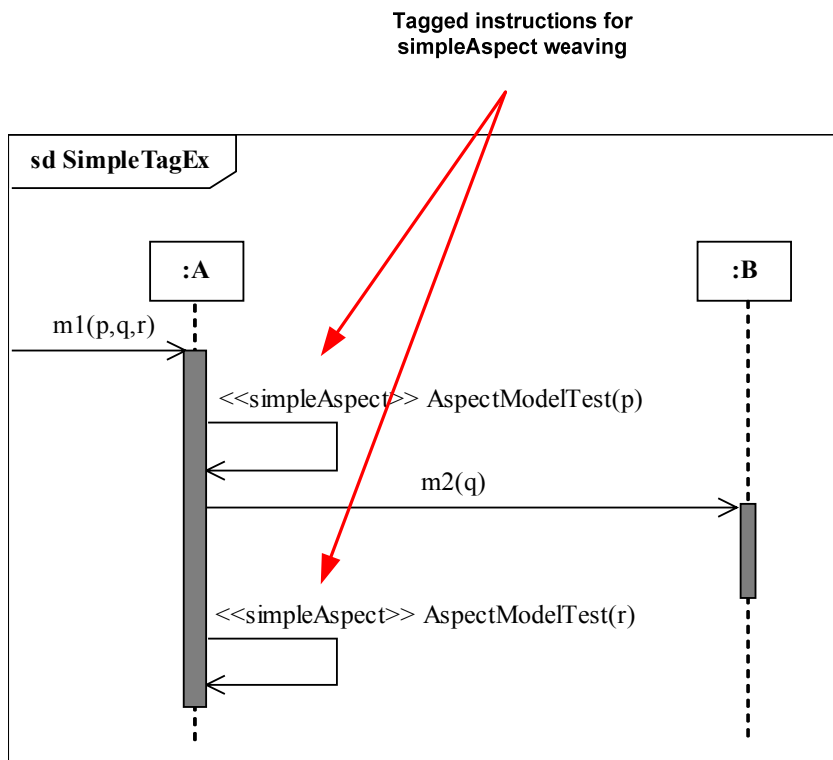 Tagged instructions for
simpleAspect weaving
sd SimpleTagEx
:A
:B
m1(p,q,r)
<<simpleAspect>> AspectModelTest(p)
m2(q)
<<simpleAspect>> AspectModelTest(r)